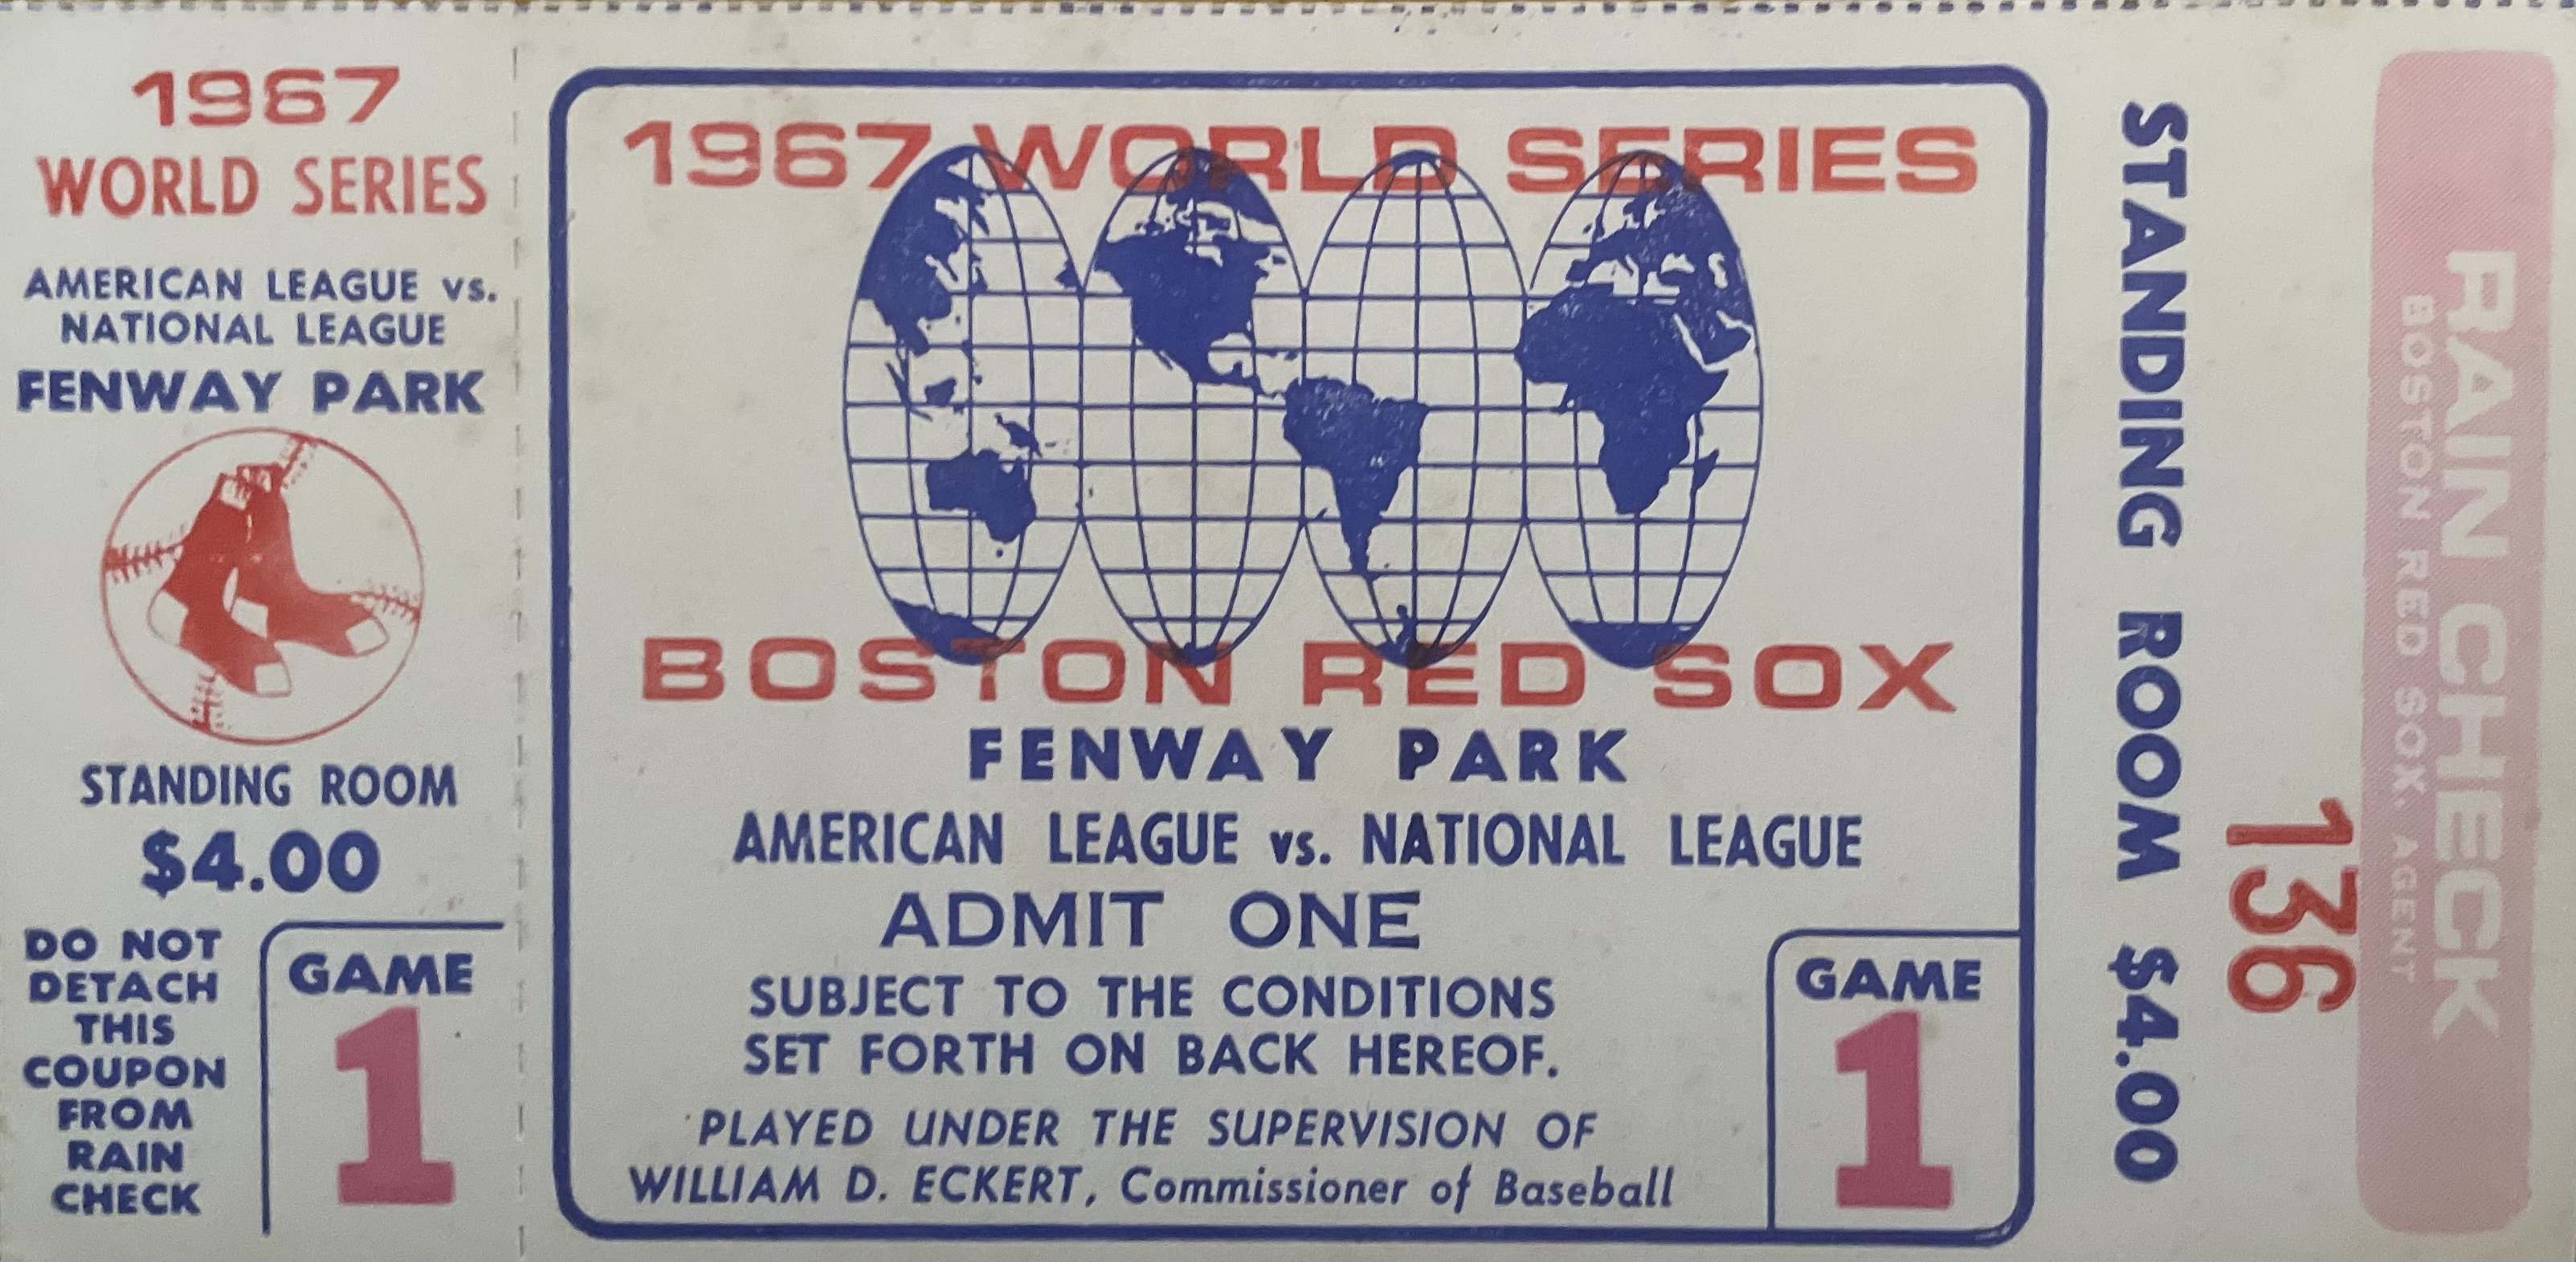 1967
WORLD SERIES
AMERICAN LEAGUE vs.
NATIONAL LEAGUE
FENWAY PARK
STANDING ROOM
$4.00
DO NOT
DETACH
THIS
COUPON
FROM
RAIN
CHECK
GAME
1
1967 WORLD SERIES
BOSTON RED SOX
FENWAY PARK
AMERICAN LEAGUE vs. NATIONAL LEAGUE
ADMIT ONE
SUBJECT TO THE CONDITIONS
SET FORTH ON BACK HEREOF.
PLAYED UNDER THE SUPERVISION OF
WILLIAM D. ECKERT, Commissioner of Baseball
GAME
1
STANDING ROOM $4.00
136
RAIN CHECK
BOSTON RED SOX, AGENT